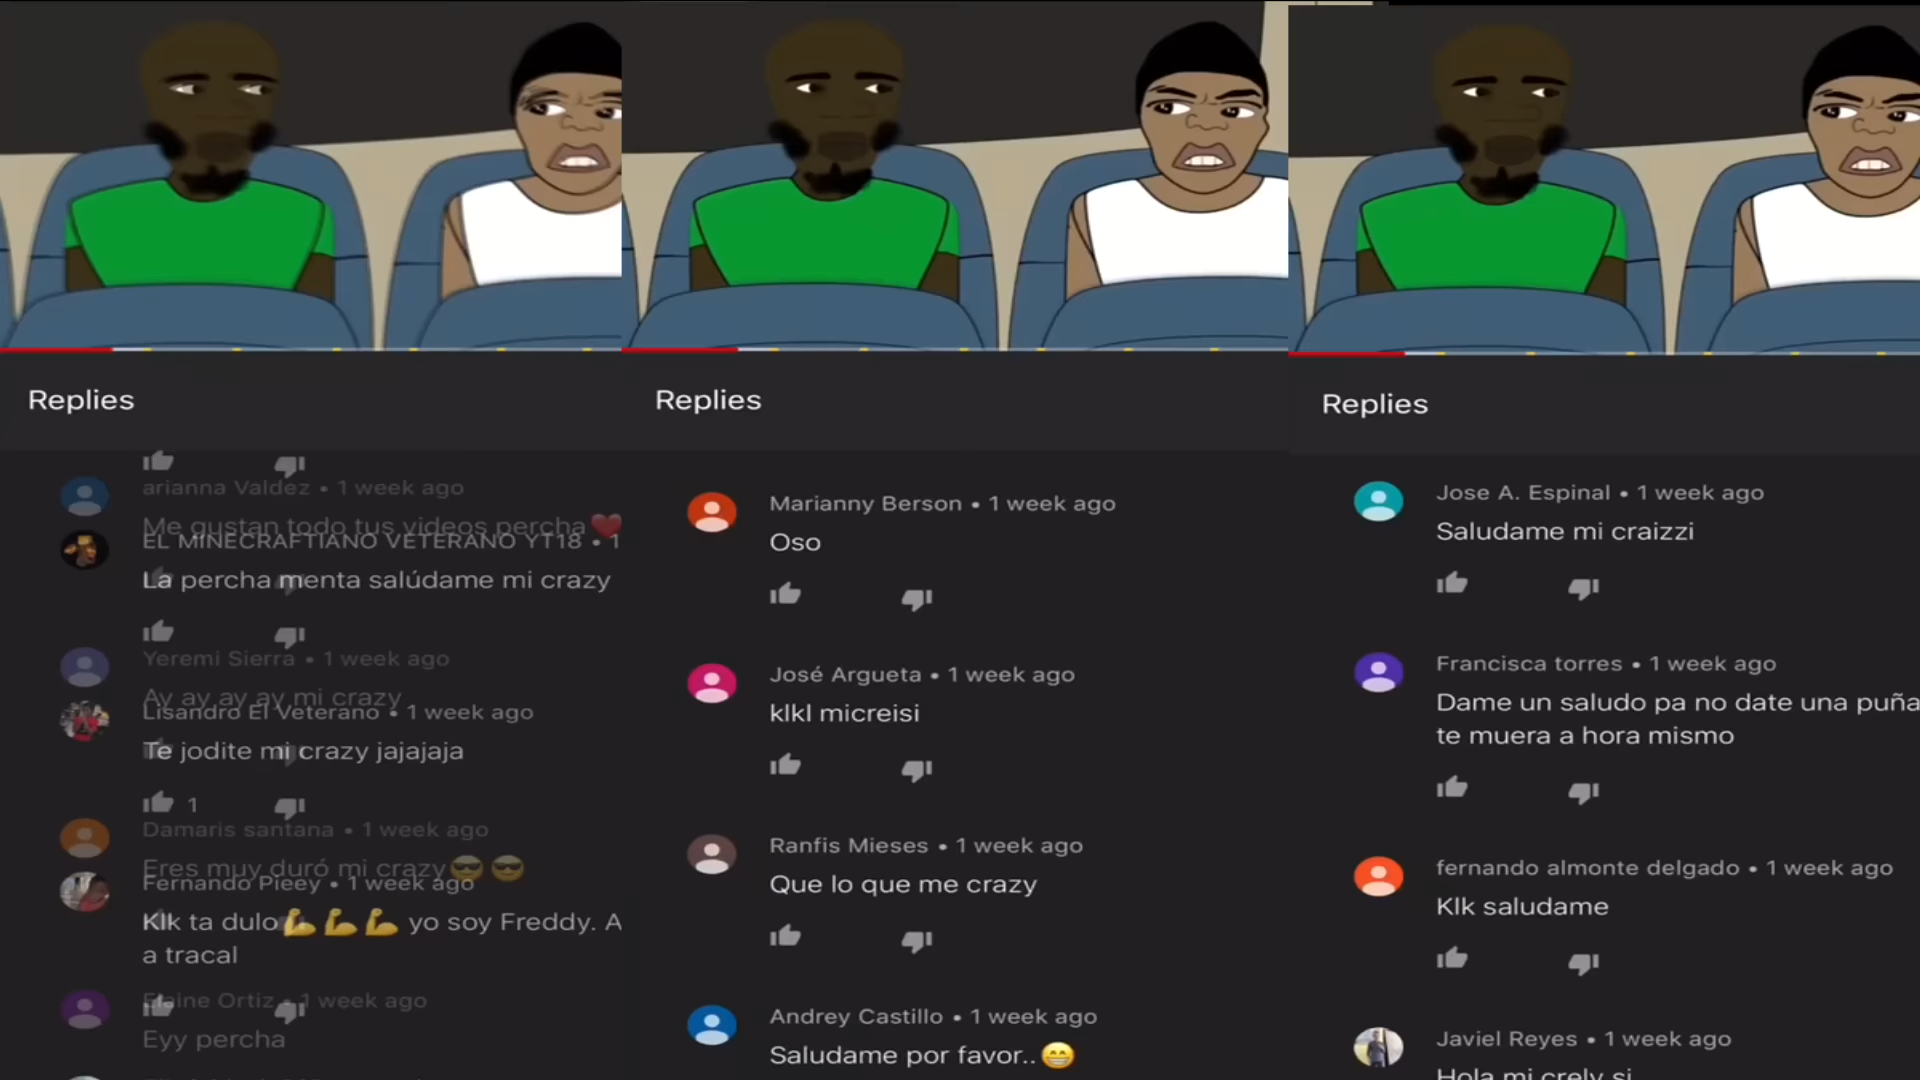 Replies
arianna Valdez • 1 week ago
Me gustan todo tus videos percha❤️
EL MINECRAFTIANO VETERANO YT18 • 1
La percha menta salúdame mi crazy
Yeremi Sierra • 1 week ago
Ay ay ay ay mi crazy
Lisandro El Veterano • 1 week ago
Te jodite mi crazy jajajaja
1
Damaris santana • 1 week ago
Eres muy duró mi crazy😎😎
Fernando Pieey • 1 week ago
Klk ta dulo💪💪💪 yo soy Freddy. A
a tracal
Elaine Ortiz • 1 week ago
Eyy percha
Replies
Marianny Berson • 1 week ago
Oso
José Argueta • 1 week ago
klkl micreisi
Ranfis Mieses • 1 week ago
Que lo que me crazy
Andrey Castillo • 1 week ago
Saludame por favor..😁
Replies
Jose A. Espinal • 1 week ago
Saludame mi craizzi
Francisca torres • 1 week ago
Dame un saludo pa no date una puña
te muera a hora mismo
fernando almonte delgado • 1 week ago
Klk saludame
Javiel Reyes • 1 week ago
Hola mi crely si